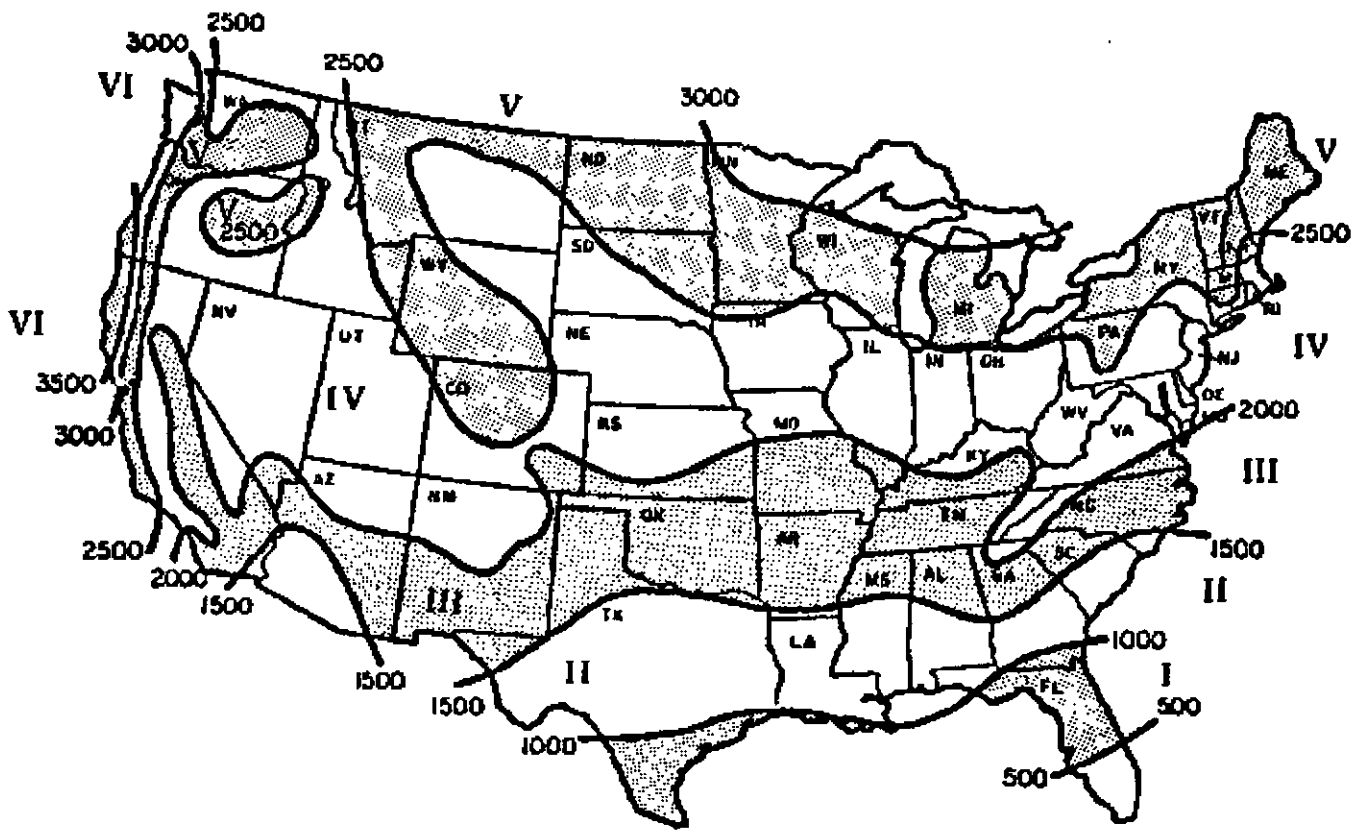 2500
3000
2500
VI
V
3000
WA
ND
MN
V
ME
V
2500
SD
WI
VT
2500
WY
NY
MI
VI
NV
RI
NE
IA
PA
UT
IL
IN
OH
NJ
IV
3500
IV
CO
DE
WV
2000
3000
KS
MO
VA
KY
III
AZ
NM
NC
OK
TN
2500
AR
1500
2000
SC
1500
MS
AL
GA
II
III
TX
LA
1000
1500
II
I
1500
FL
500
1000
500